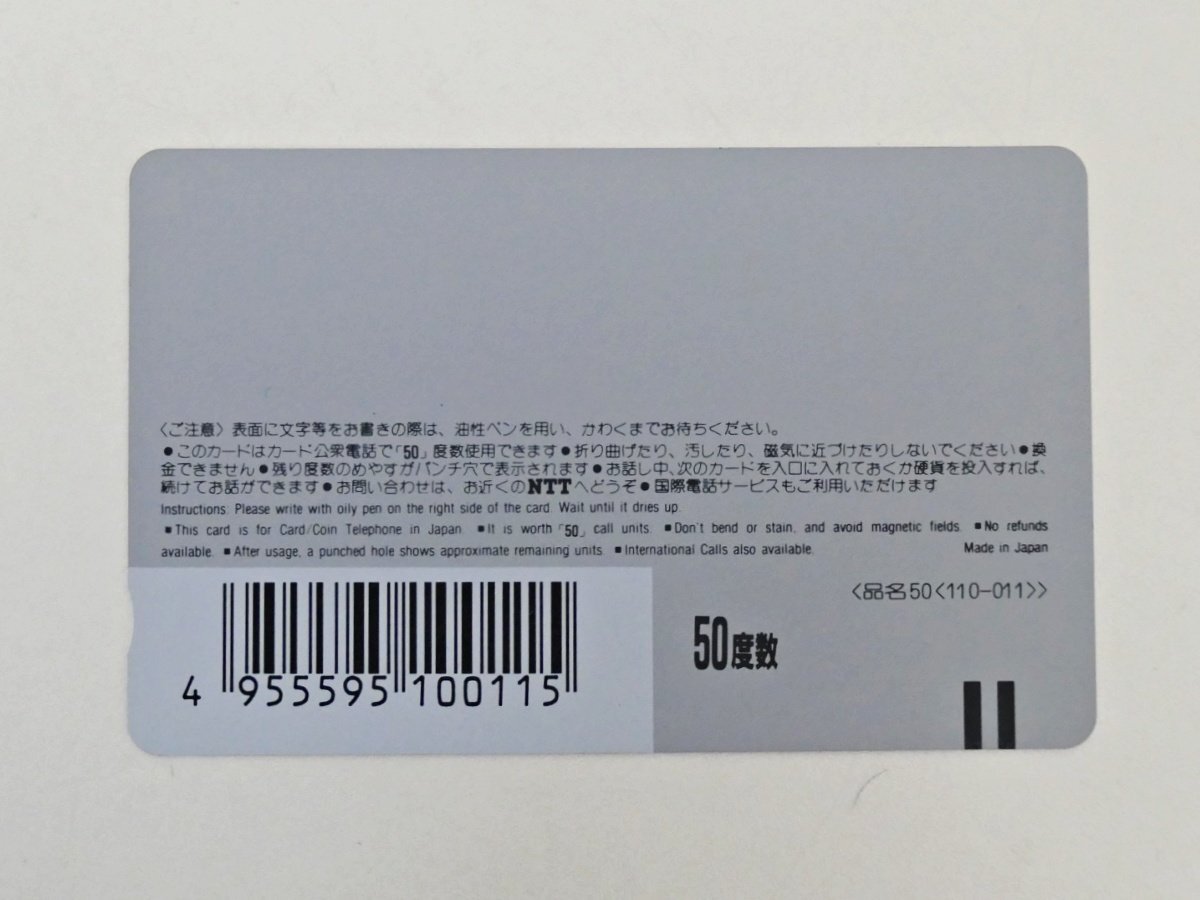 〈ご注意〉表面に文字等をお書きの際は、油性ペンを用い、かわくまでお待ちください。
●このカードはカード公衆電話で「50」度数使用できます●折り曲げたり、汚したり、磁気に近づけたりしないでください●換
金できません●残り度数のめやすがパンチ穴で表示されます●お話し中、次のカードを入口に入れておくか硬貨を投入すれば、
続けてお話ができます●お問い合わせは、お近くのNTTへどうぞ●国際電話サービスもご利用いただけます
Instructions. Please write with oily pen on the right side of the card. Wait until it dries up.
■This card is for Card/Coin Telephone in Japan. ■It is worth「50」call units. ■Don't bend or stain, and avoid magnetic fields. ■No refunds
available. ■After usage, a punched hole shows approximate remaining units. ■International Calls also available. Made in Japan
〈品名50〈110-011〉〉
50度数
4 955595 100115